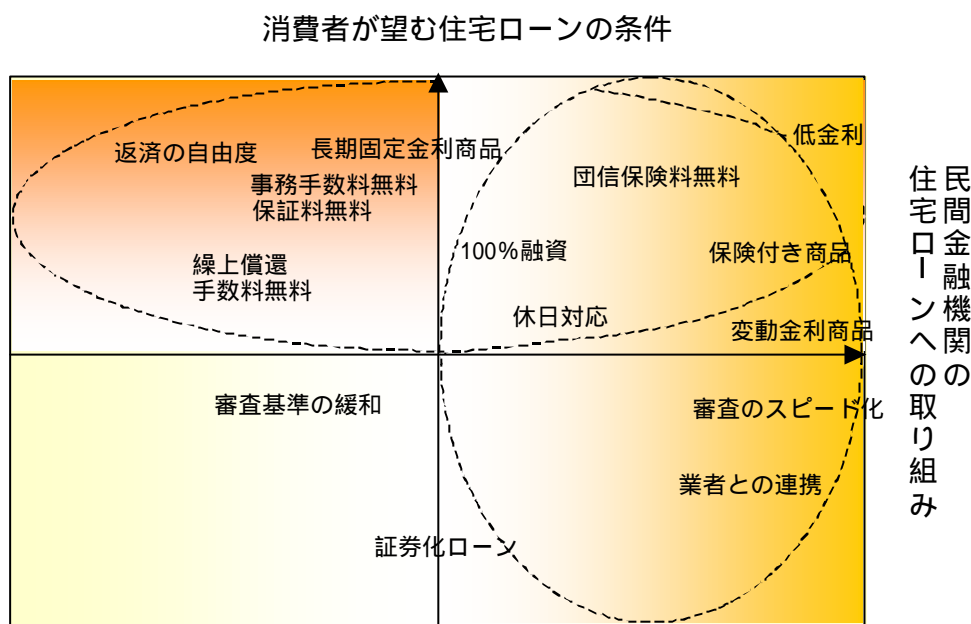 消費者が望む住宅ローンの条件
低金利
返済の自由度
長期固定金利商品
団信保険料無料
事務手数料無料
保証料無料
100%融資
保険付き商品
繰上償還
手数料無料
休日対応
変動金利商品
審査基準の緩和
審査のスピード化
業者との連携
証券化ローン
民間金融機関の
住宅ローンへの取り組み